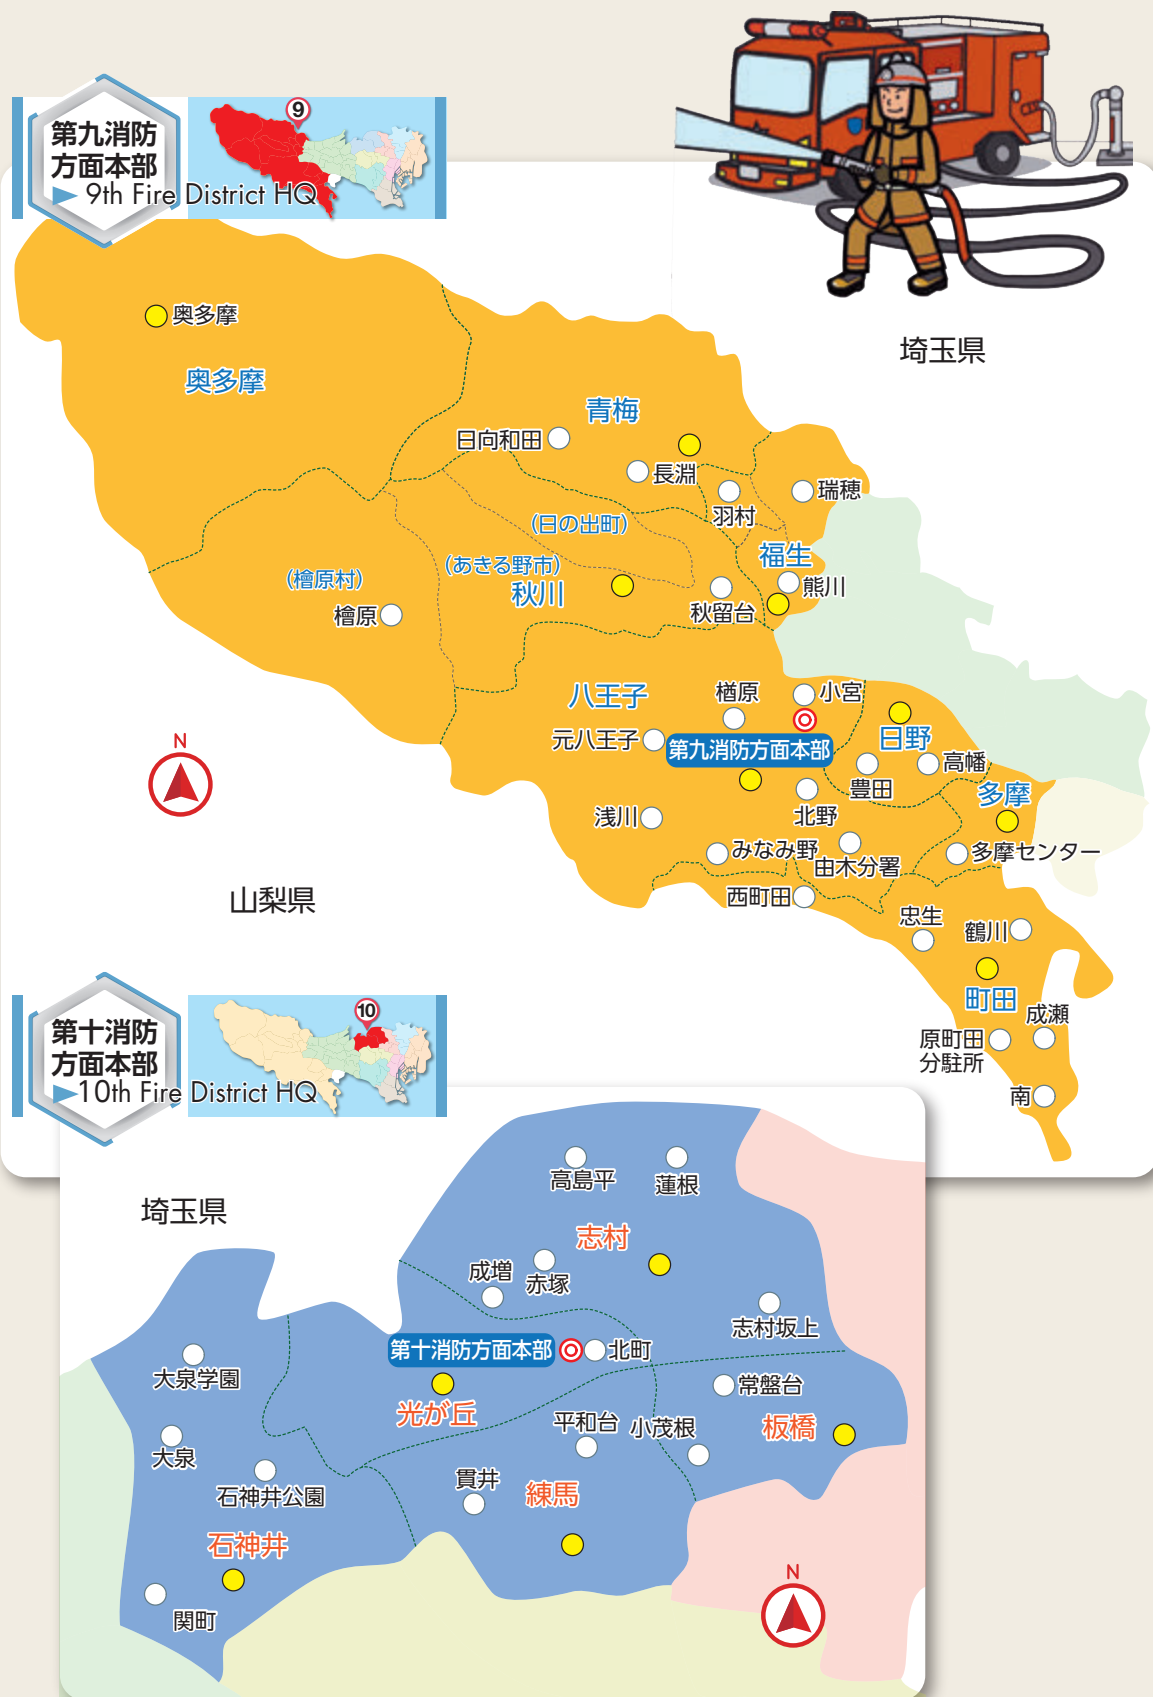 第九消防
方面本部
9th Fire District HQ
9
埼玉県
奥多摩
奥多摩
青梅
日向和田
長淵
羽村
瑞穂
(日の出町)
福生
(あきる野市)
秋川
(檜原村)
熊川
檜原
秋留台
八王子
楢原
小宮
元八王子
第九消防方面本部
日野
高幡
豊田
多摩
浅川
北野
みなみ野
由木分署
多摩センター
西町田
忠生
鶴川
町田
成瀬
原町田
分駐所
南
N
山梨県
第十消防
方面本部
10th Fire District HQ
10
埼玉県
高島平
蓮根
志村
成増
赤塚
志村坂上
第十消防方面本部
北町
大泉学園
光が丘
常盤台
平和台
小茂根
板橋
大泉
石神井公園
貫井
練馬
石神井
関町
N